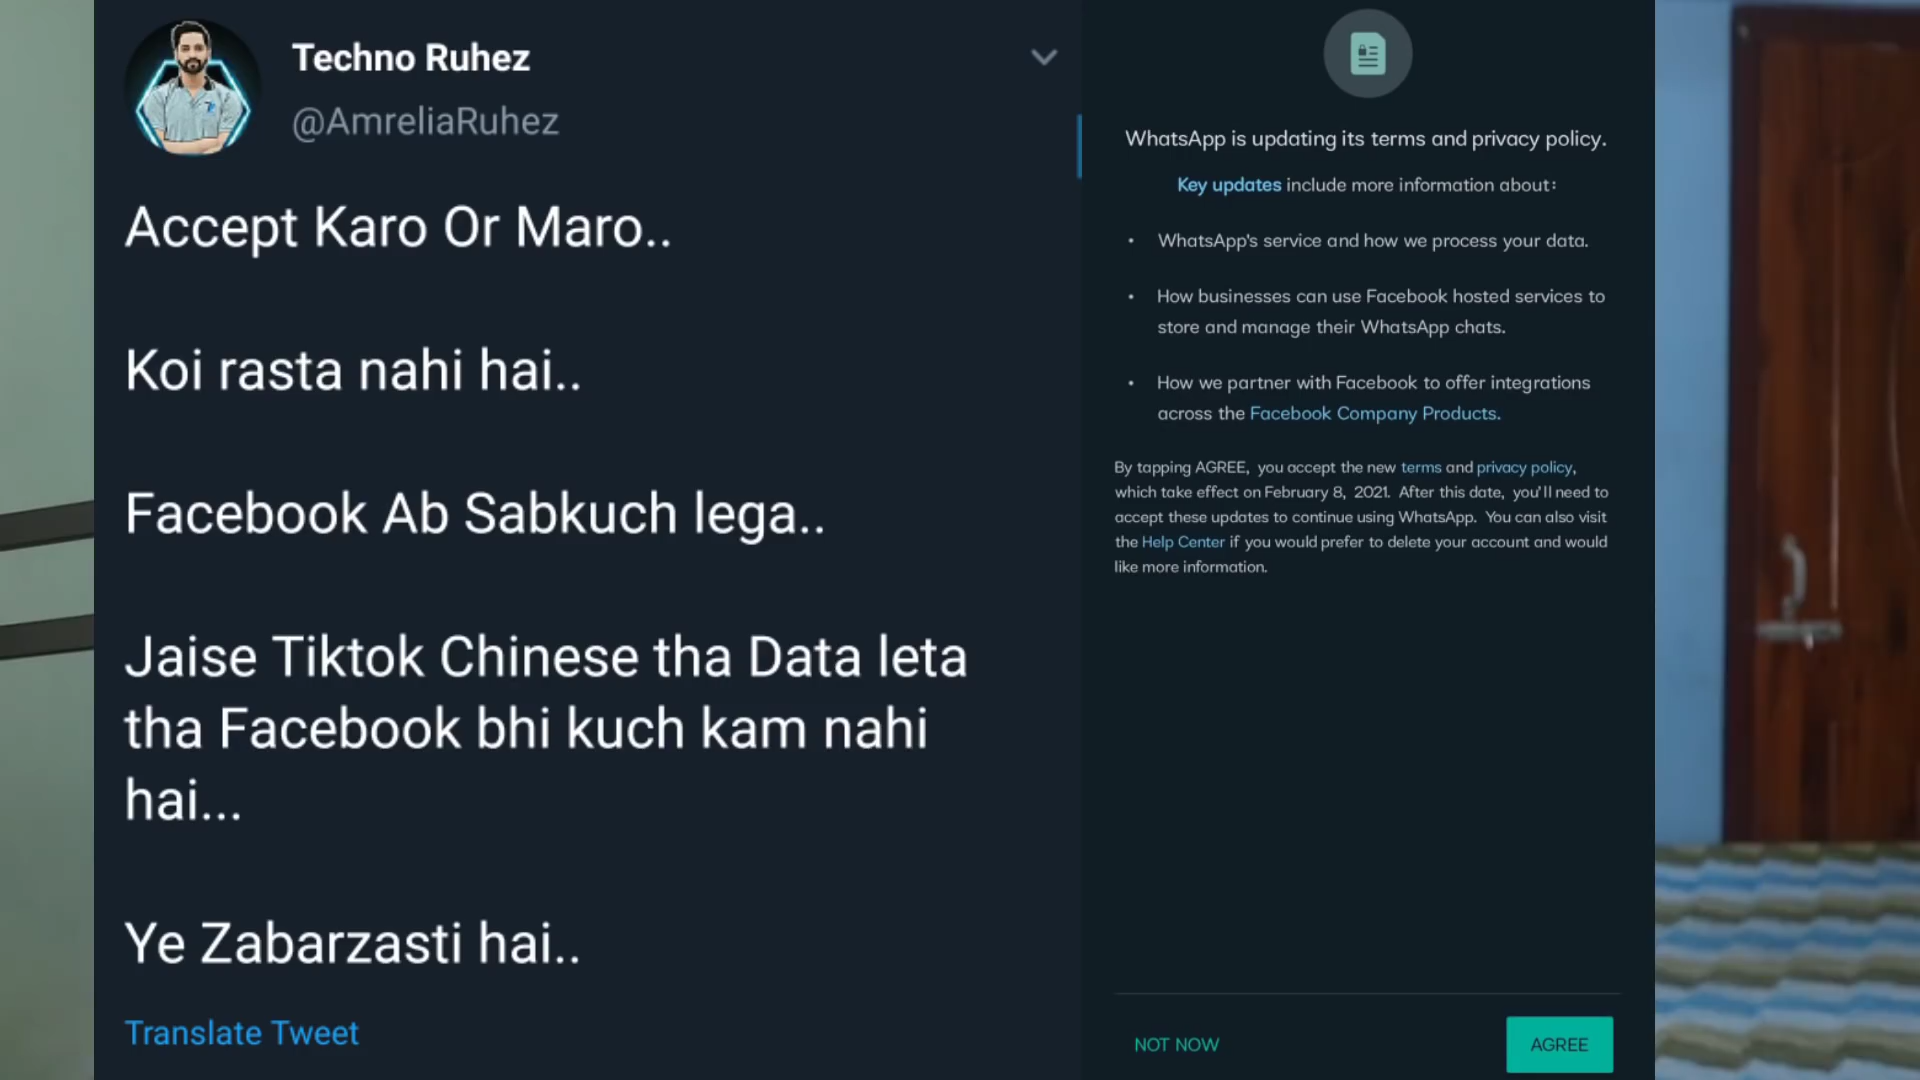 Techno Ruhez
@AmreliaRuhez
Accept Karo Or Maro..
Koi rasta nahi hai..
Facebook Ab Sabkuch lega..
Jaise Tiktok Chinese tha Data leta
tha Facebook bhi kuch kam nahi
hai...
Ye Zabarzasti hai..
Translate Tweet
WhatsApp is updating its terms and privacy policy.
Key updates include more information about:
• WhatsApp's service and how we process your data.
• How businesses can use Facebook hosted services to
store and manage their WhatsApp chats.
• How we partner with Facebook to offer integrations
across the Facebook Company Products.
By tapping AGREE, you accept the new terms and privacy policy,
which take effect on February 8, 2021. After this date, you'll need to
accept these updates to continue using WhatsApp. You can also visit
the Help Center if you would prefer to delete your account and would
like more information.
NOT NOW
AGREE